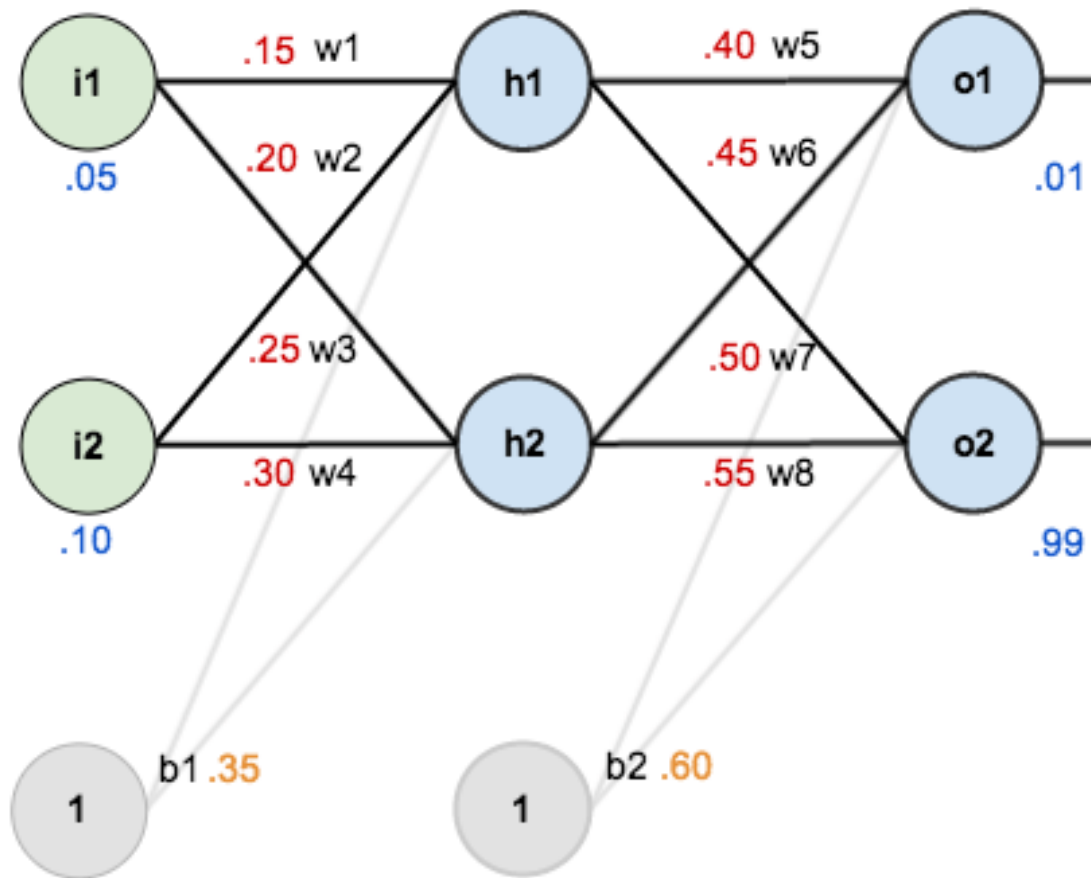 i1 .15 w1 h1 .40 w5 o1
.05 .20 w2 .45 w6 .01
.25 w3 .50 w7
i2 .30 w4 h2 .55 w8 o2
.10 .99
1 b1 .35 1 b2 .60